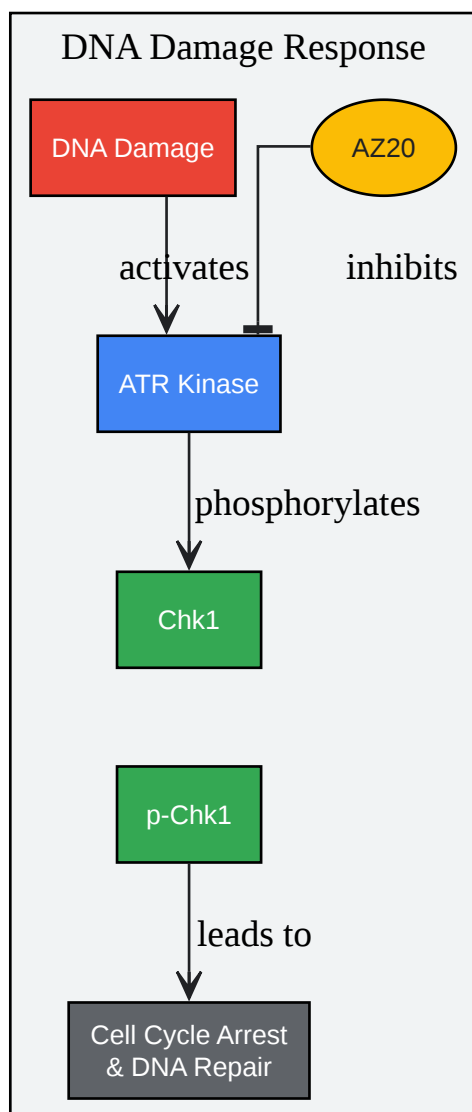 DNA Damage Response
DNA Damage
AZ20
activates
inhibits
ATR Kinase
phosphorylates
Chk1
p-Chk1
leads to
Cell Cycle Arrest
& DNA Repair